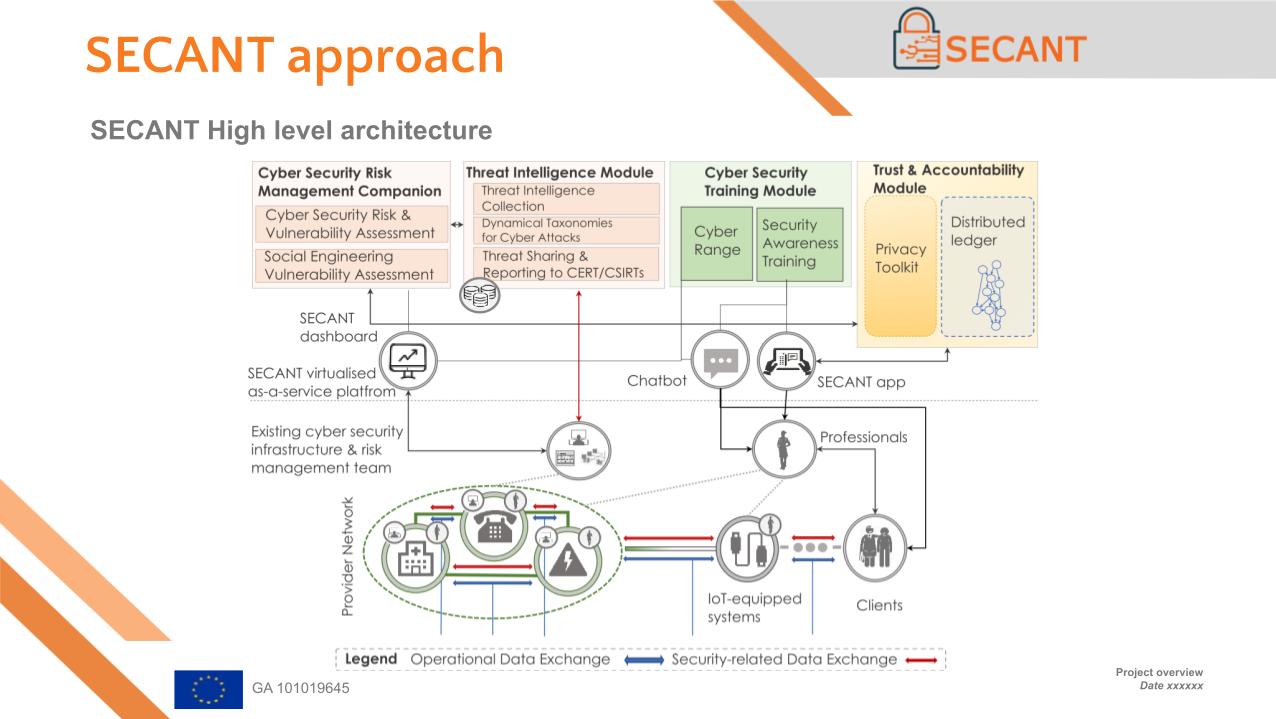 SECANT approach
SECANT
SECANT High level architecture
Cyber Security Risk
Management Companion
Cyber Security Risk &
Vulnerability Assessment
Social Engineering
Vulnerability Assessment
Threat Intelligence Module
Threat Intelligence
Collection
Dynamical Taxonomies
for Cyber Attacks
Threat Sharing &
Reporting to CERT/CSIRTs
Cyber Security
Training Module
Cyber
Range
Security
Awareness
Training
Trust & Accountability
Module
Privacy
Toolkit
Distributed
ledger
SECANT
dashboard
SECANT virtualised
as-a-service platfrom
Chatbot
SECANT app
Existing cyber security
infrastructure & risk
management team
Professionals
Provider Network
IoT-equipped
systems
Clients
Legend Operational Data Exchange Security-related Data Exchange
GA 101019645
Project overview
Date xxxxxx